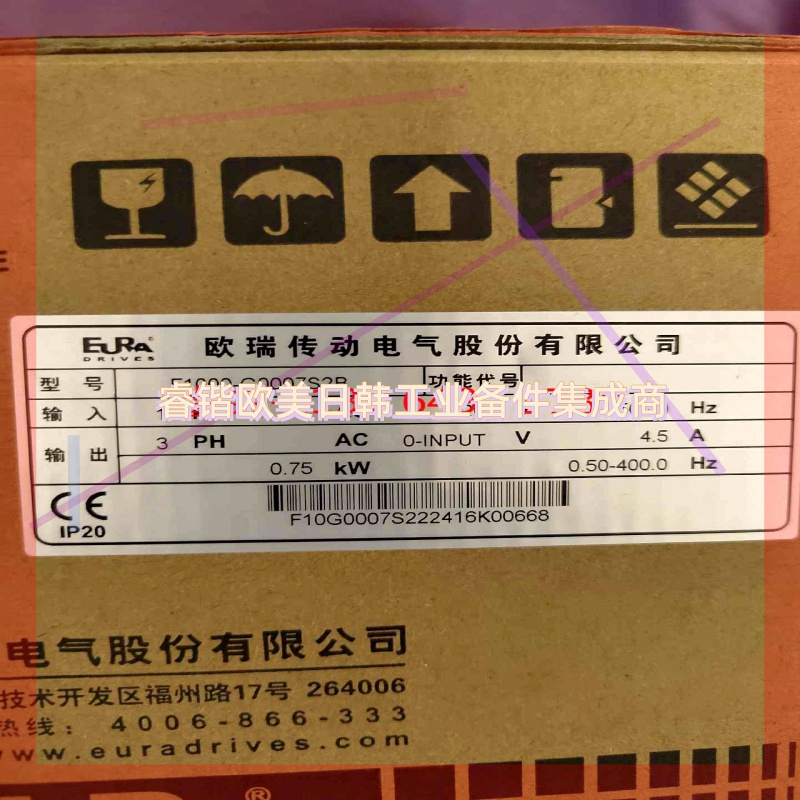 EURA®
DRIVES
欧瑞传动电气股份有限公司
型 号 F1000-G0007S2B 功能代号
睿锴欧美日韩工业备件集成商
输 入 Hz
输 出 3 PH AC 0-INPUT V 4.5 A
0.75 kW 0.50-400.0 Hz
CE
IP20
F10G0007S222416K00668
电气股份有限公司
技术开发区福州路17号 264006
热线: 4006-866-333
www.euradrives.com
®